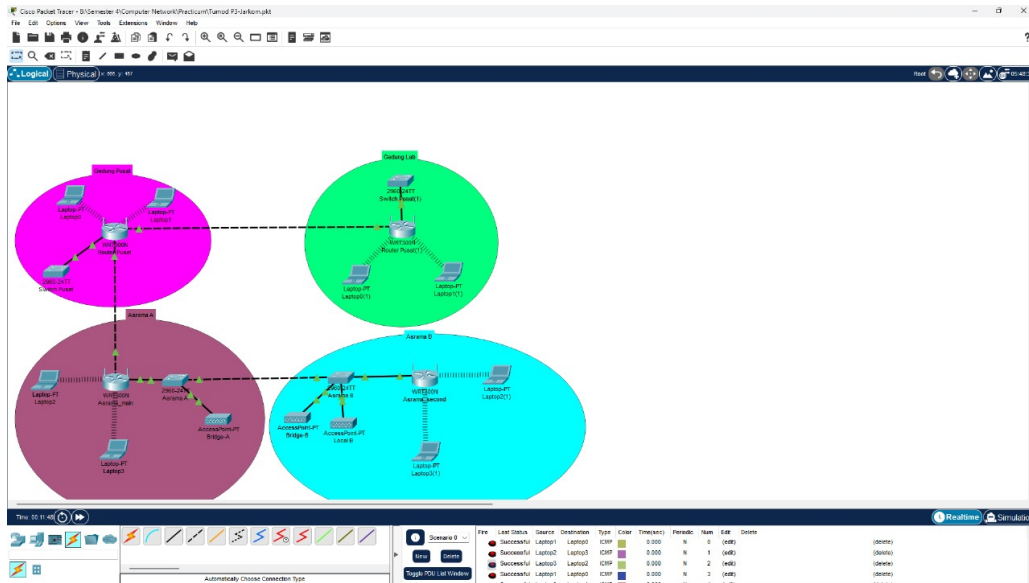 Cisco Packet Tracer - B:\Semester 4\Computer Network\Practicum\Tumod P3-Jarkom.pkt
File Edit Options View Tools Extensions Window Help
Logical Physical x: 866, y: 487 Root
Gedung Pusat
Gedung Lab
2960-24TT
Switch Pusat(1)
Laptop-PT
Laptop0
Laptop-PT
Laptop1
WRT300N
Router Pusat
WRT300N
Router Pusat(1)
2960-24TT
Switch Pusat
Laptop-PT
Laptop0(1)
Laptop-PT
Laptop1(1)
Asrama A
Asrama B
Laptop-PT
Laptop2
WRT300N
Asrama_main
2960-24TT
Asrama A
2960-24TT
Asrama B
WRT300N
Asrama_second
Laptop-PT
Laptop2(1)
AccessPoint-PT
Bridge-A
AccessPoint-PT
Bridge-B
AccessPoint-PT
Local B
Laptop-PT
Laptop3
Laptop-PT
Laptop3(1)
Time: 00:11:45
Realtime Simulation
Scenario 0
New Delete
Toggle PDU List Window
Fire Last Status Source Destination Type Color Time(sec) Periodic Num Edit Delete
Successful Laptop1 Laptop0 ICMP 0.000 N 0 (edit) (delete)
Successful Laptop2 Laptop3 ICMP 0.000 N 1 (edit) (delete)
Successful Laptop3 Laptop0 ICMP 0.000 N 2 (edit) (delete)
Successful Laptop1 Laptop3 ICMP 0.000 N 3 (edit) (delete)
Automatically Choose Connection Type